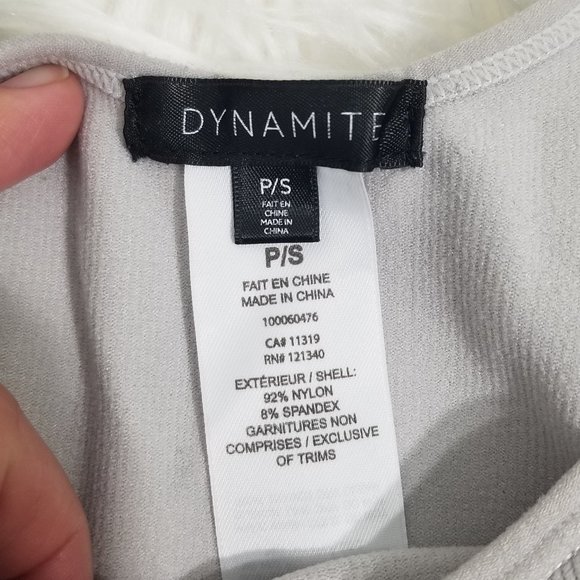 DYNAMITE
P/S
FAIT EN
CHINE
MADE IN
CHINA
P/S
FAIT EN CHINE
MADE IN CHINA
100060476
CA# 11319
RN# 121340
EXTÉRIEUR / SHELL:
92% NYLON
8% SPANDEX
GARNITURES NON
COMPRISES / EXCLUSIVE
OF TRIMS